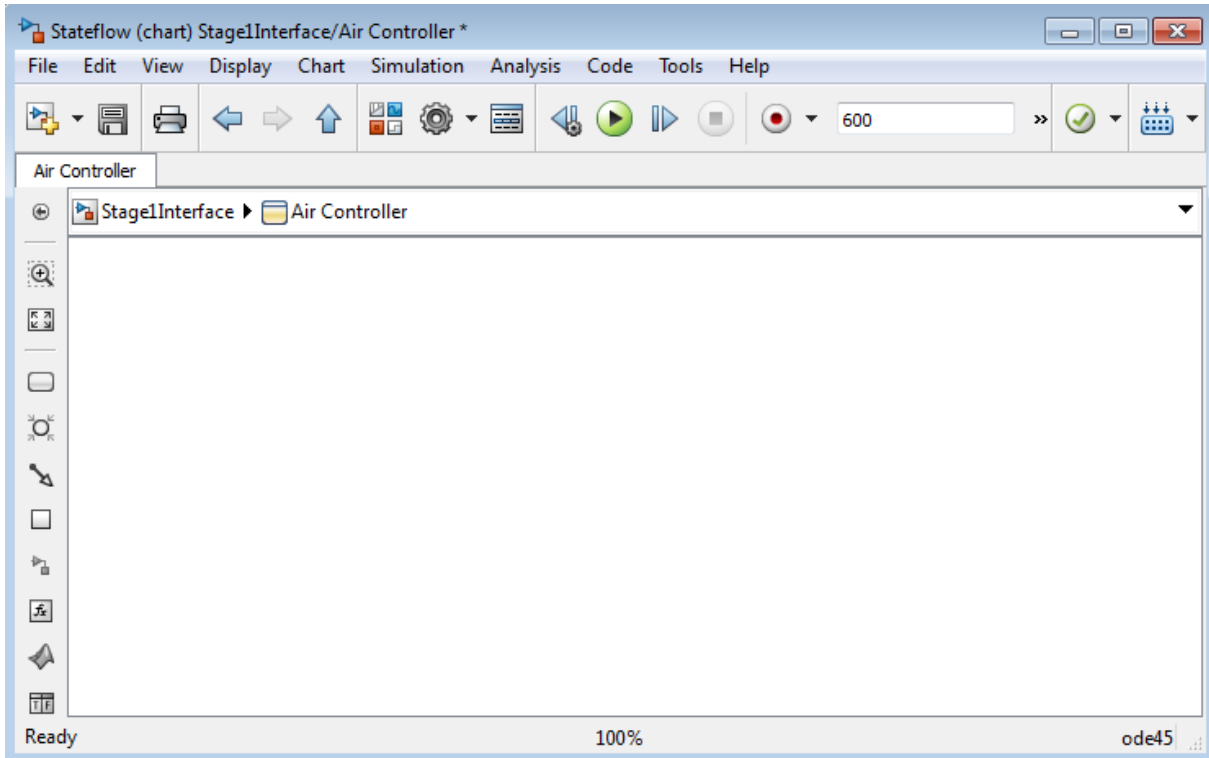 Stateflow (chart) Stage1Interface/Air Controller *
File Edit View Display Chart Simulation Analysis Code Tools Help
600 »
Air Controller
Stage1Interface Air Controller
fx
T F
Ready 100% ode45